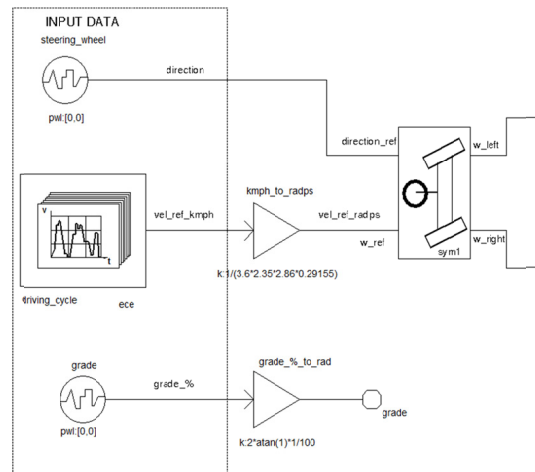 INPUT DATA
steering_wheel
direction
pwl:[0,0]
direction_ref
w_left
kmph_to_radps
vel_ref_kmph
vel_ref_radps
w_ref
w_right
sym1
v
t
driving_cycle
ece
k:1/(3.6*2.35*2.86*0.29155)
grade
grade_%_to_rad
grade_%
grade
pwl:[0,0]
k:2*atan(1)*1/100